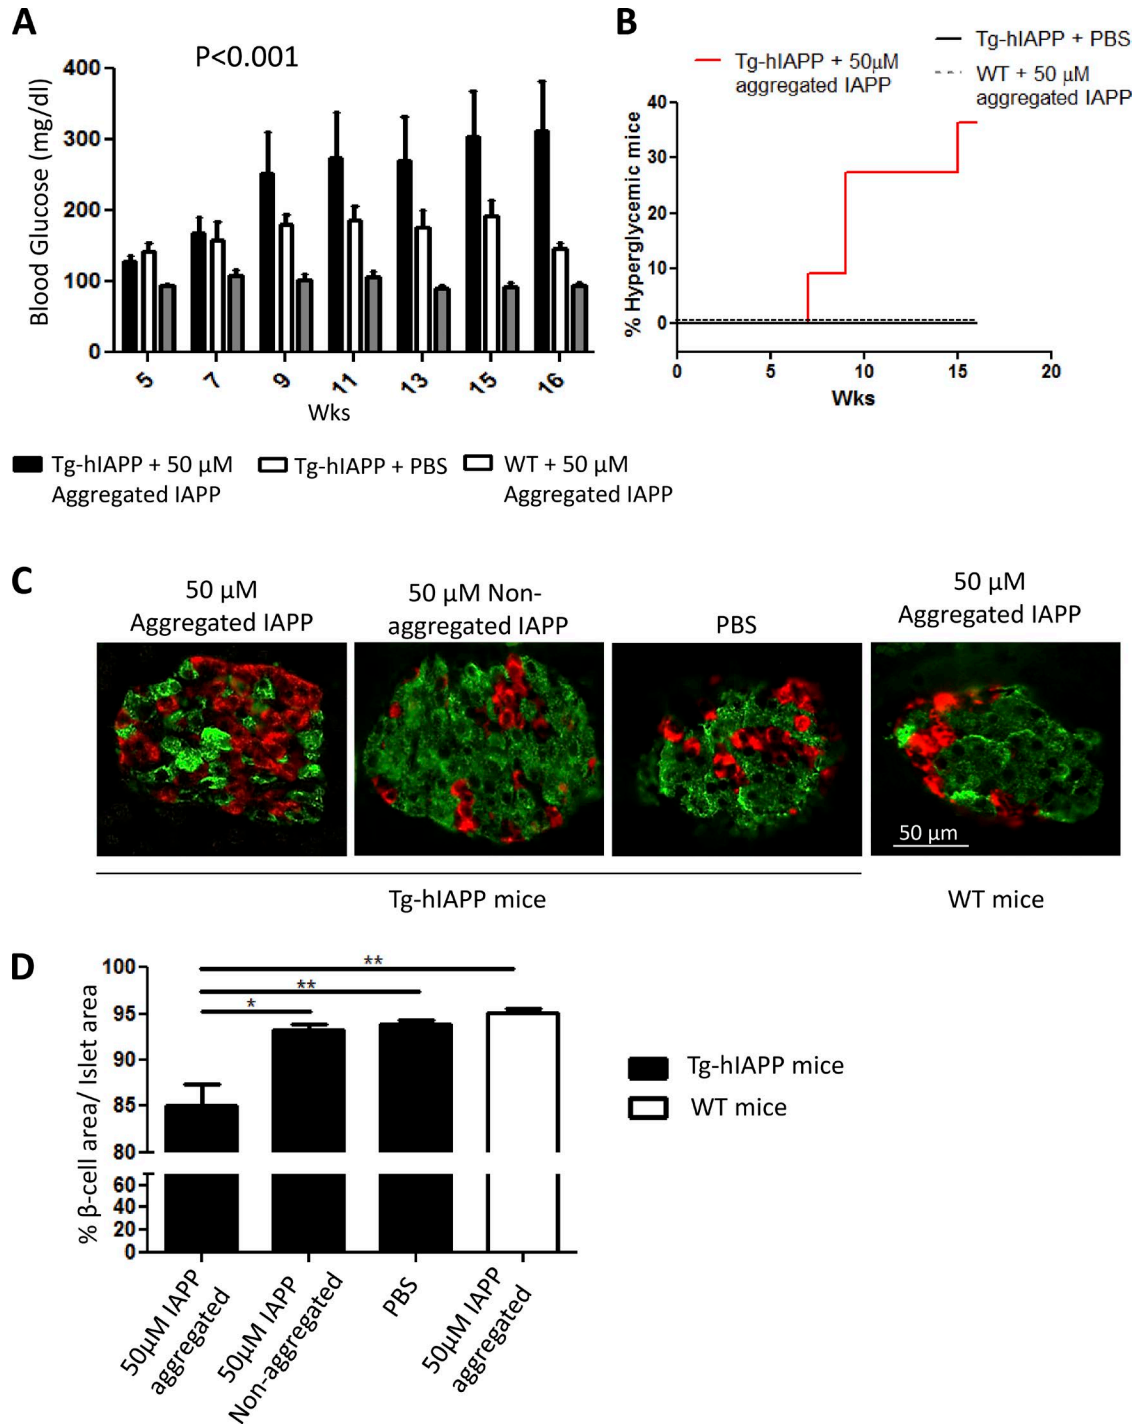 A
P<0.001
Blood Glucose (mg/dl)
400
300
200
100
0
5
7
9
11
13
15
16
Wks
Tg-hIAPP + 50 µM
Aggregated IAPP
Tg-hIAPP + PBS
WT + 50 µM
Aggregated IAPP
B
Tg-hIAPP + 50µM
aggregated IAPP
Tg-hIAPP + PBS
WT + 50 µM
aggregated IAPP
% Hyperglycemic mice
40
30
20
10
0
0
5
10
15
20
Wks
C
50 µM
Aggregated IAPP
50 µM Non-
aggregated IAPP
PBS
50 µM
Aggregated IAPP
50 µm
Tg-hIAPP mice
WT mice
D
% β-cell area/ Islet area
100
95
90
85
80
60
40
20
0
**
**
*
50µM IAPP
aggregated
50µM IAPP
Non-aggregated
PBS
50µM IAPP
aggregated
Tg-hIAPP mice
WT mice